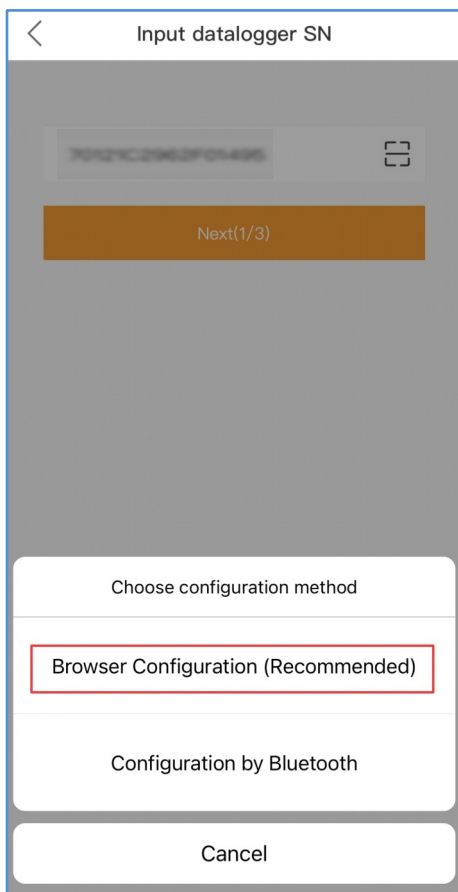 Input datalogger SN
Next(1/3)
Choose configuration method
Browser Configuration (Recommended)
Configuration by Bluetooth
Cancel